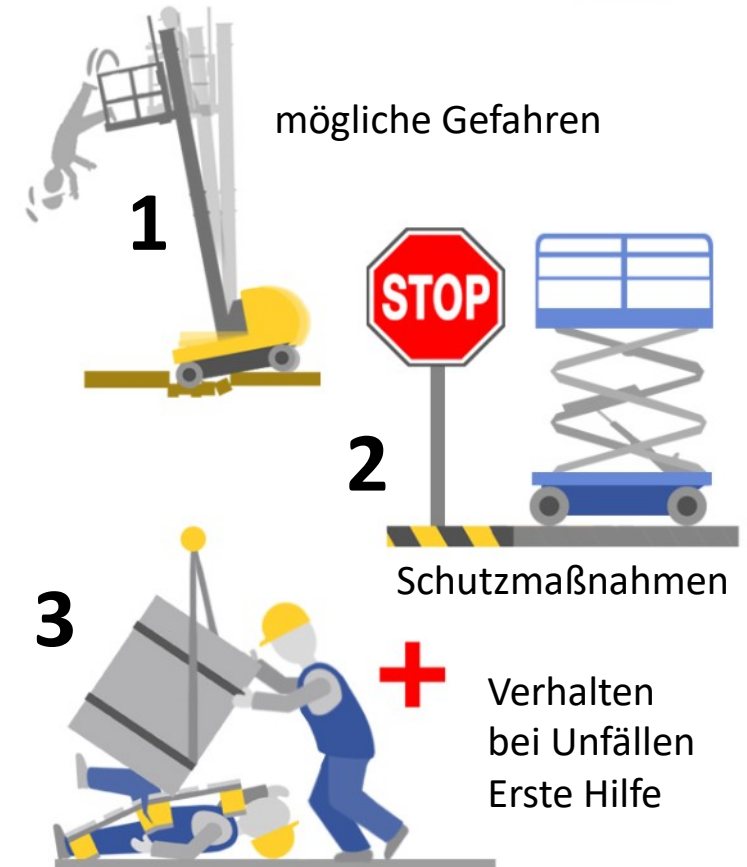 mögliche Gefahren
1
STOP
2
Schutzmaßnahmen
3
Verhalten
bei Unfällen
Erste Hilfe